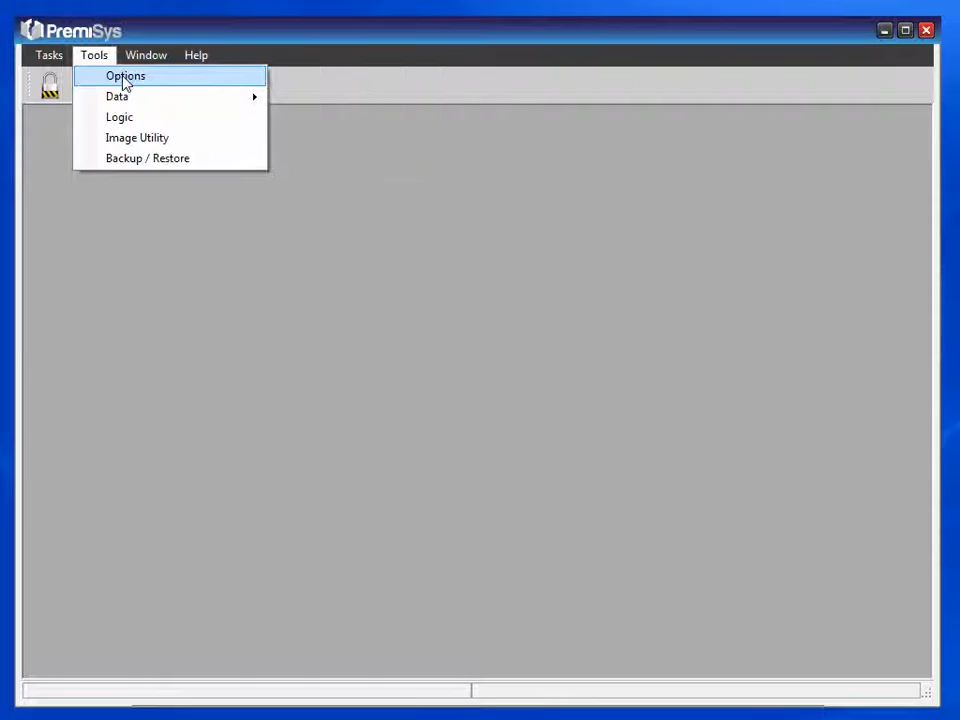 PremiSys
Tasks Tools Window Help
Options
Data
Logic
Image Utility
Backup / Restore